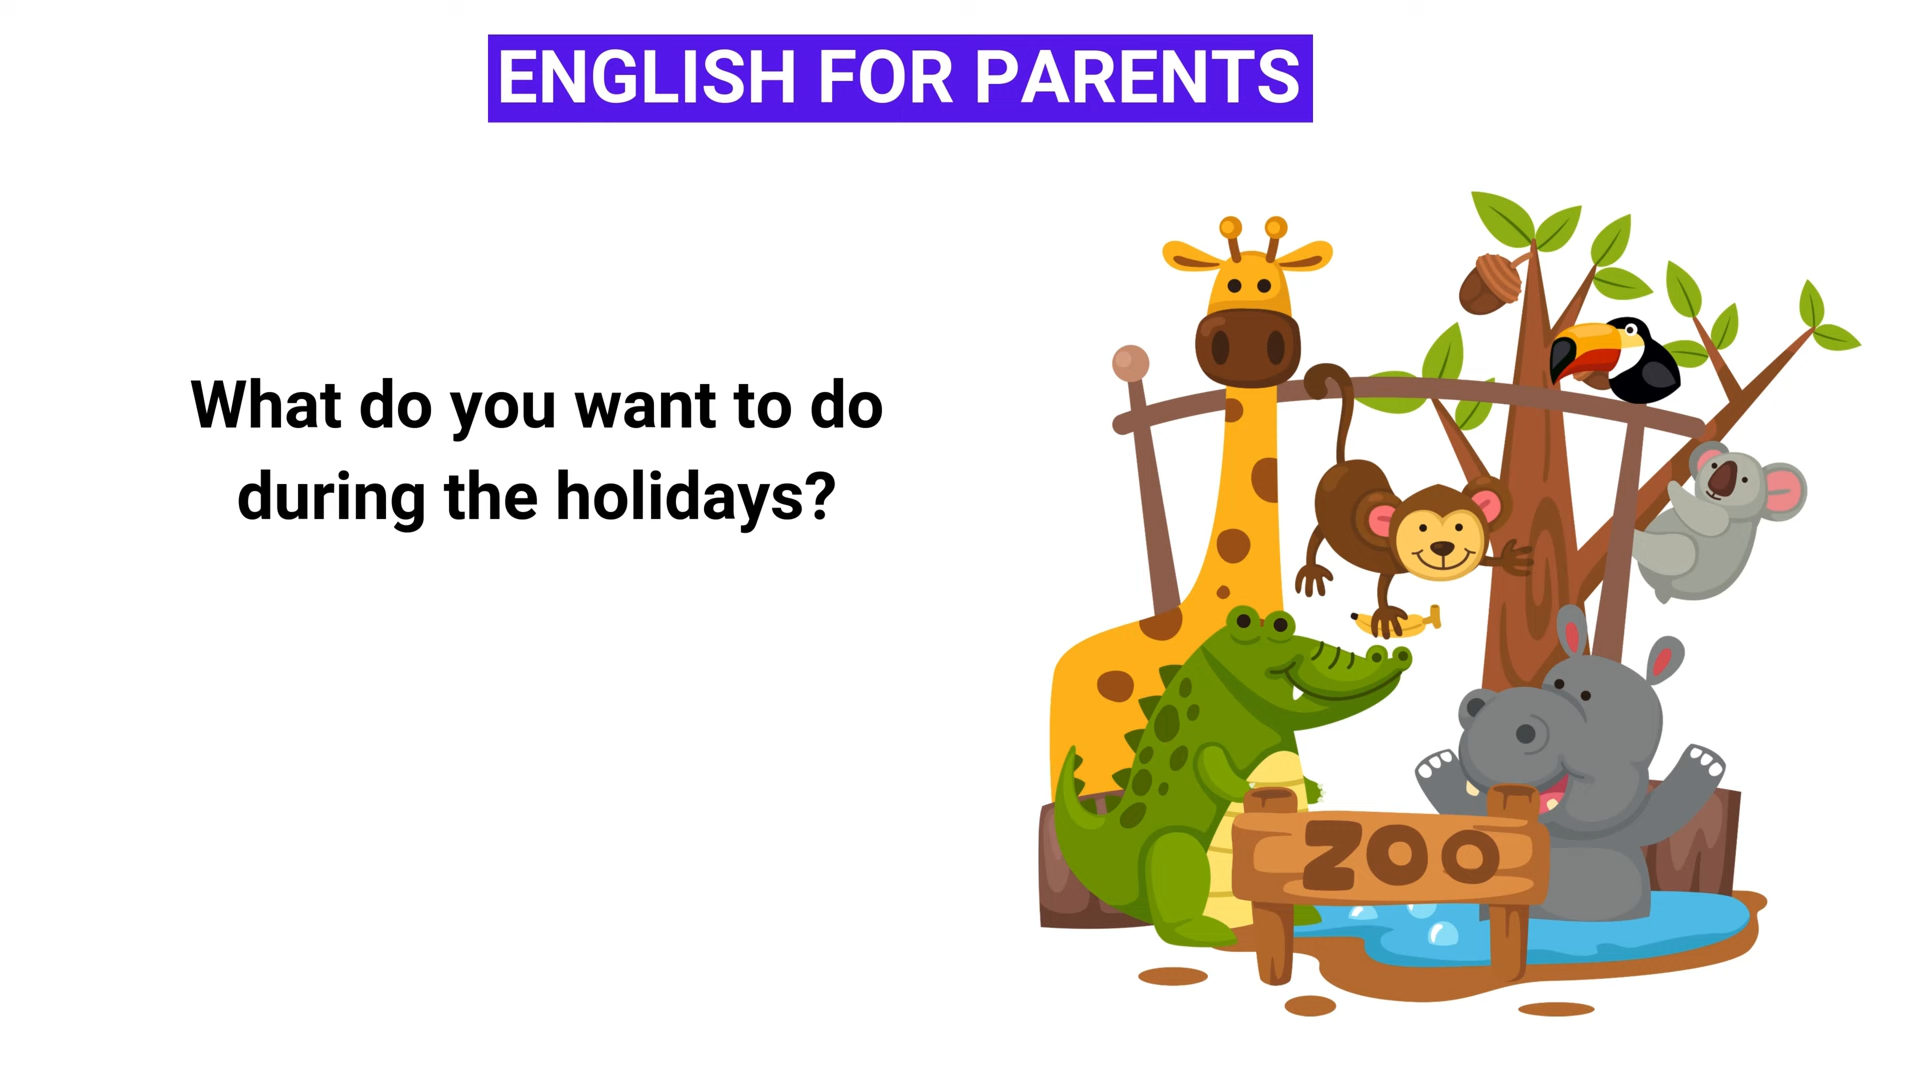 ENGLISH FOR PARENTS
What do you want to do
during the holidays?
ZOO